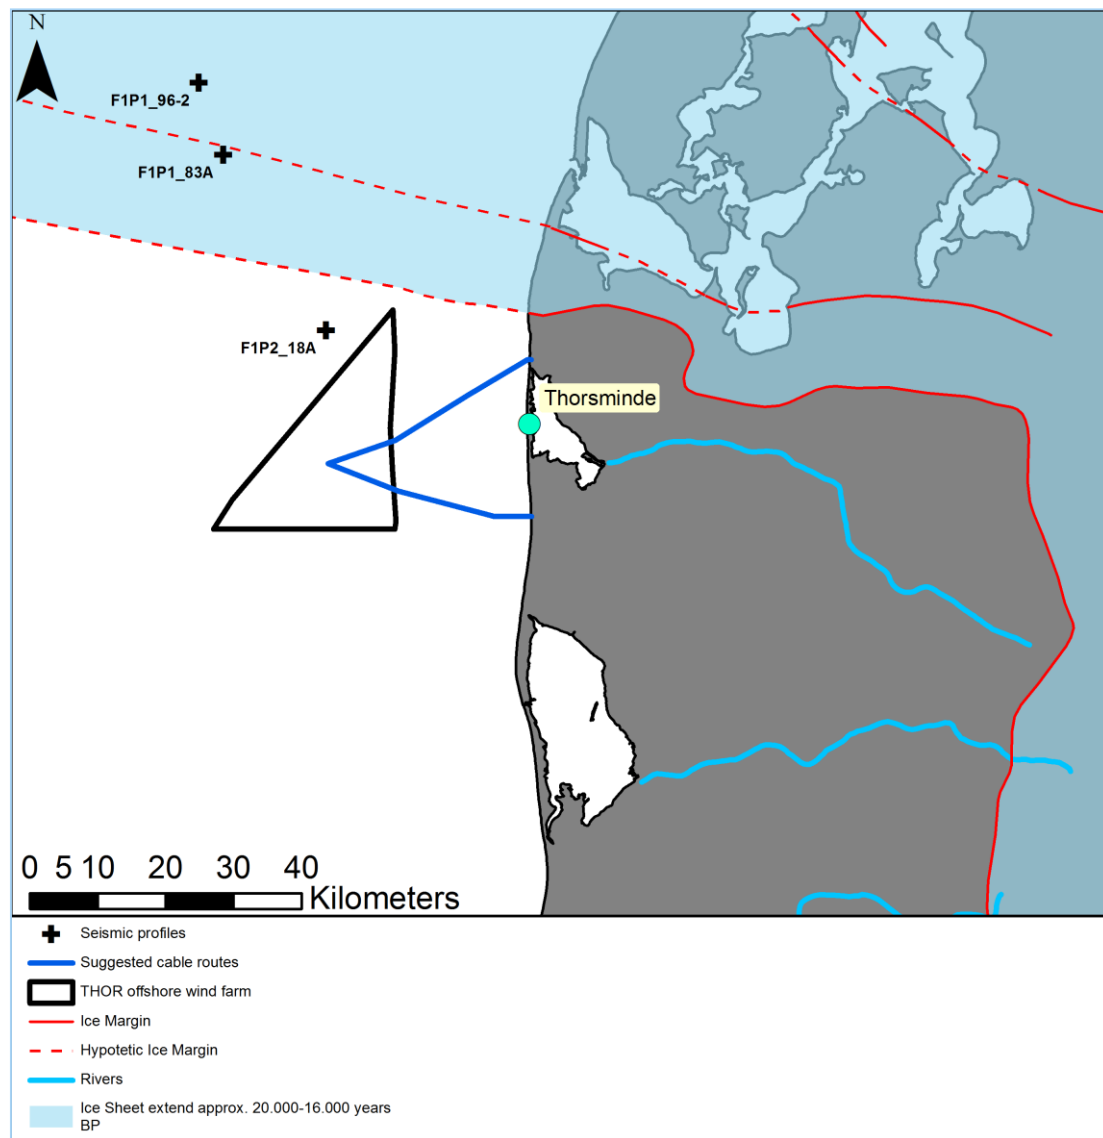 N
F1P1_96-2
F1P1_83A
F1P2_18A
Thorsminde
0 5 10 20 30 40
Kilometers
Seismic profiles
Suggested cable routes
THOR offshore wind farm
Ice Margin
Hypotetic Ice Margin
Rivers
Ice Sheet extend approx. 20.000-16.000 years
BP